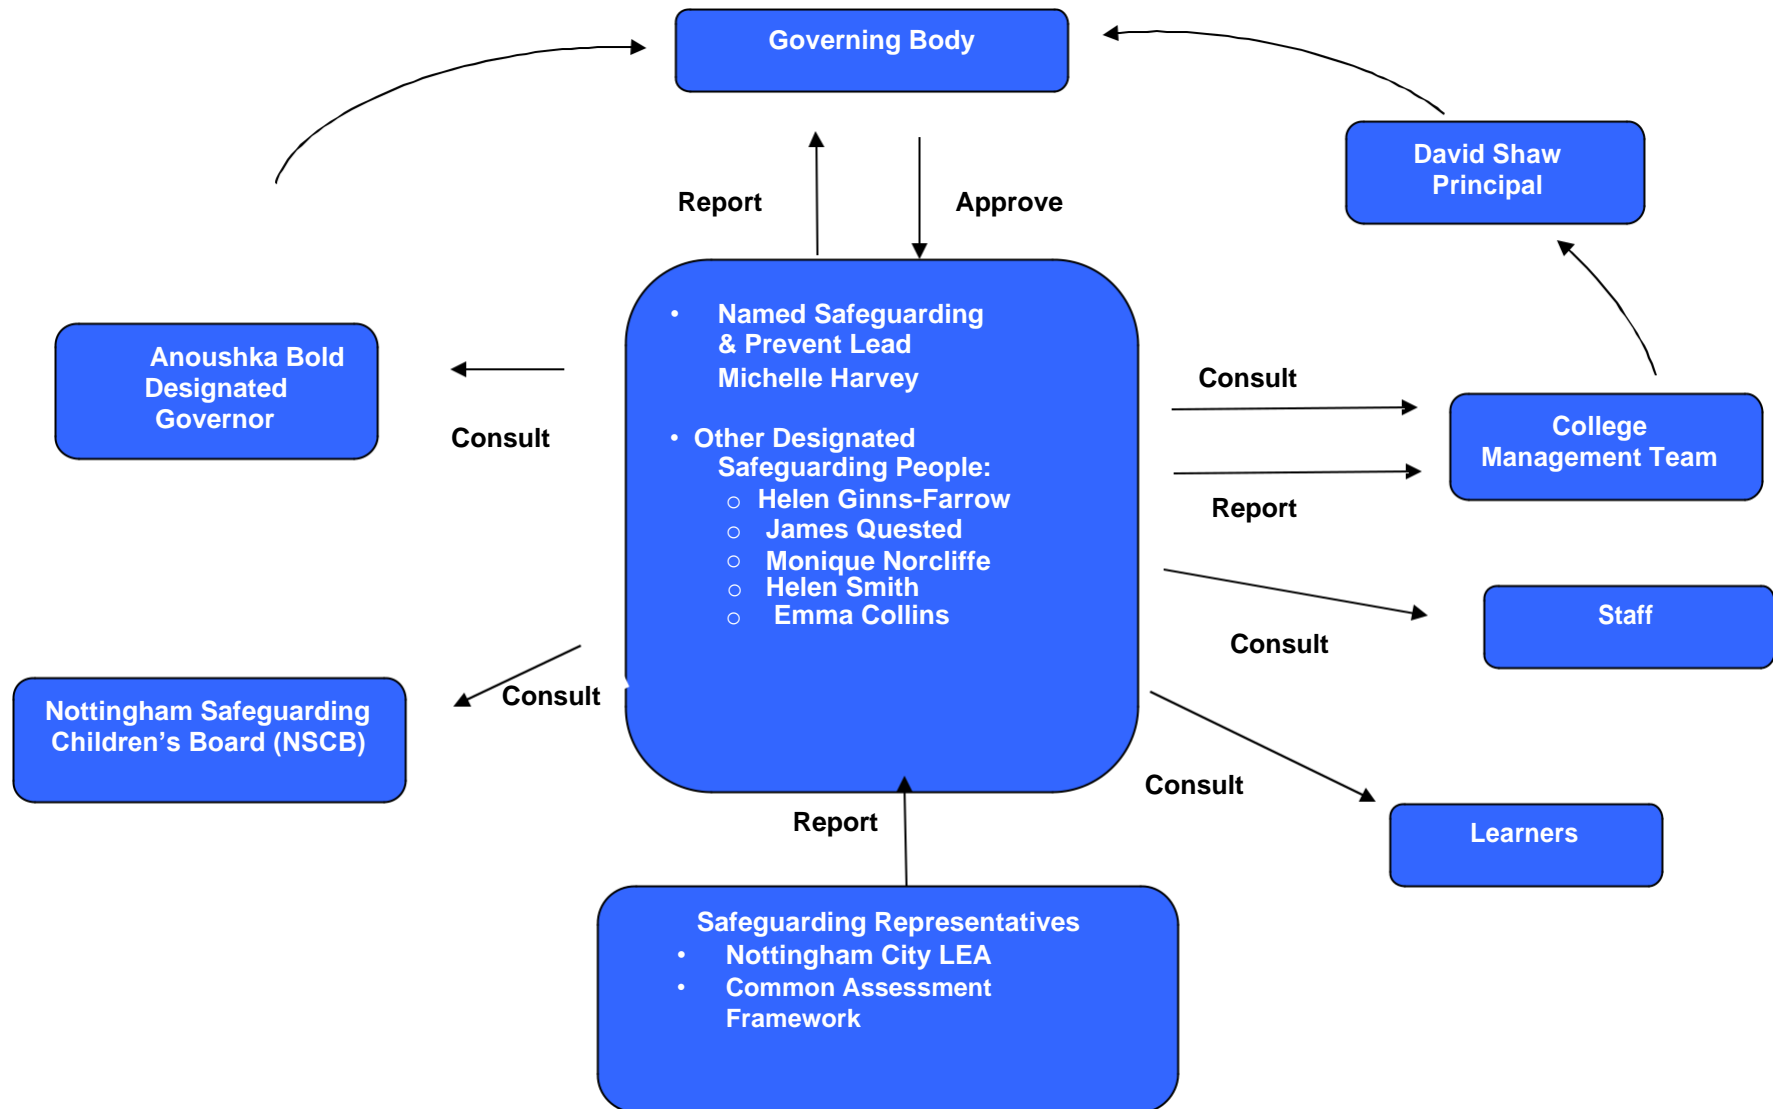 Governing Body
David Shaw
Principal
Report
Approve
• Named Safeguarding
& Prevent Lead
Michelle Harvey
• Other Designated
Safeguarding People:
o Helen Ginns-Farrow
o James Quested
o Monique Norcliffe
o Helen Smith
o Emma Collins
Anoushka Bold
Designated
Governor
Consult
Consult
Report
College
Management Team
Staff
Consult
Nottingham Safeguarding
Children’s Board (NSCB)
Consult
Consult
Learners
Report
Safeguarding Representatives
• Nottingham City LEA
• Common Assessment
Framework